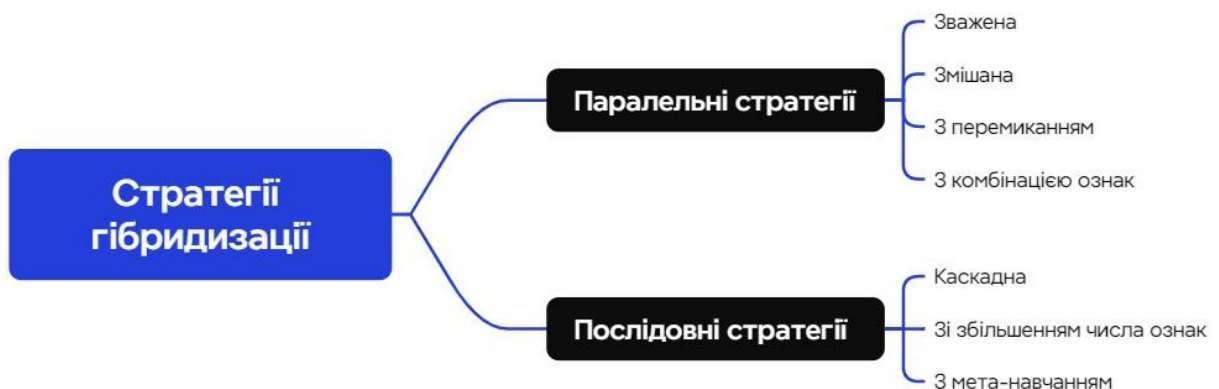 Стратегії
гібридизації
Паралельні стратегії
Зважена
Змішана
З перемиканням
З комбінацією ознак
Послідовні стратегії
Каскадна
Зі збільшенням числа ознак
З мета-навчанням